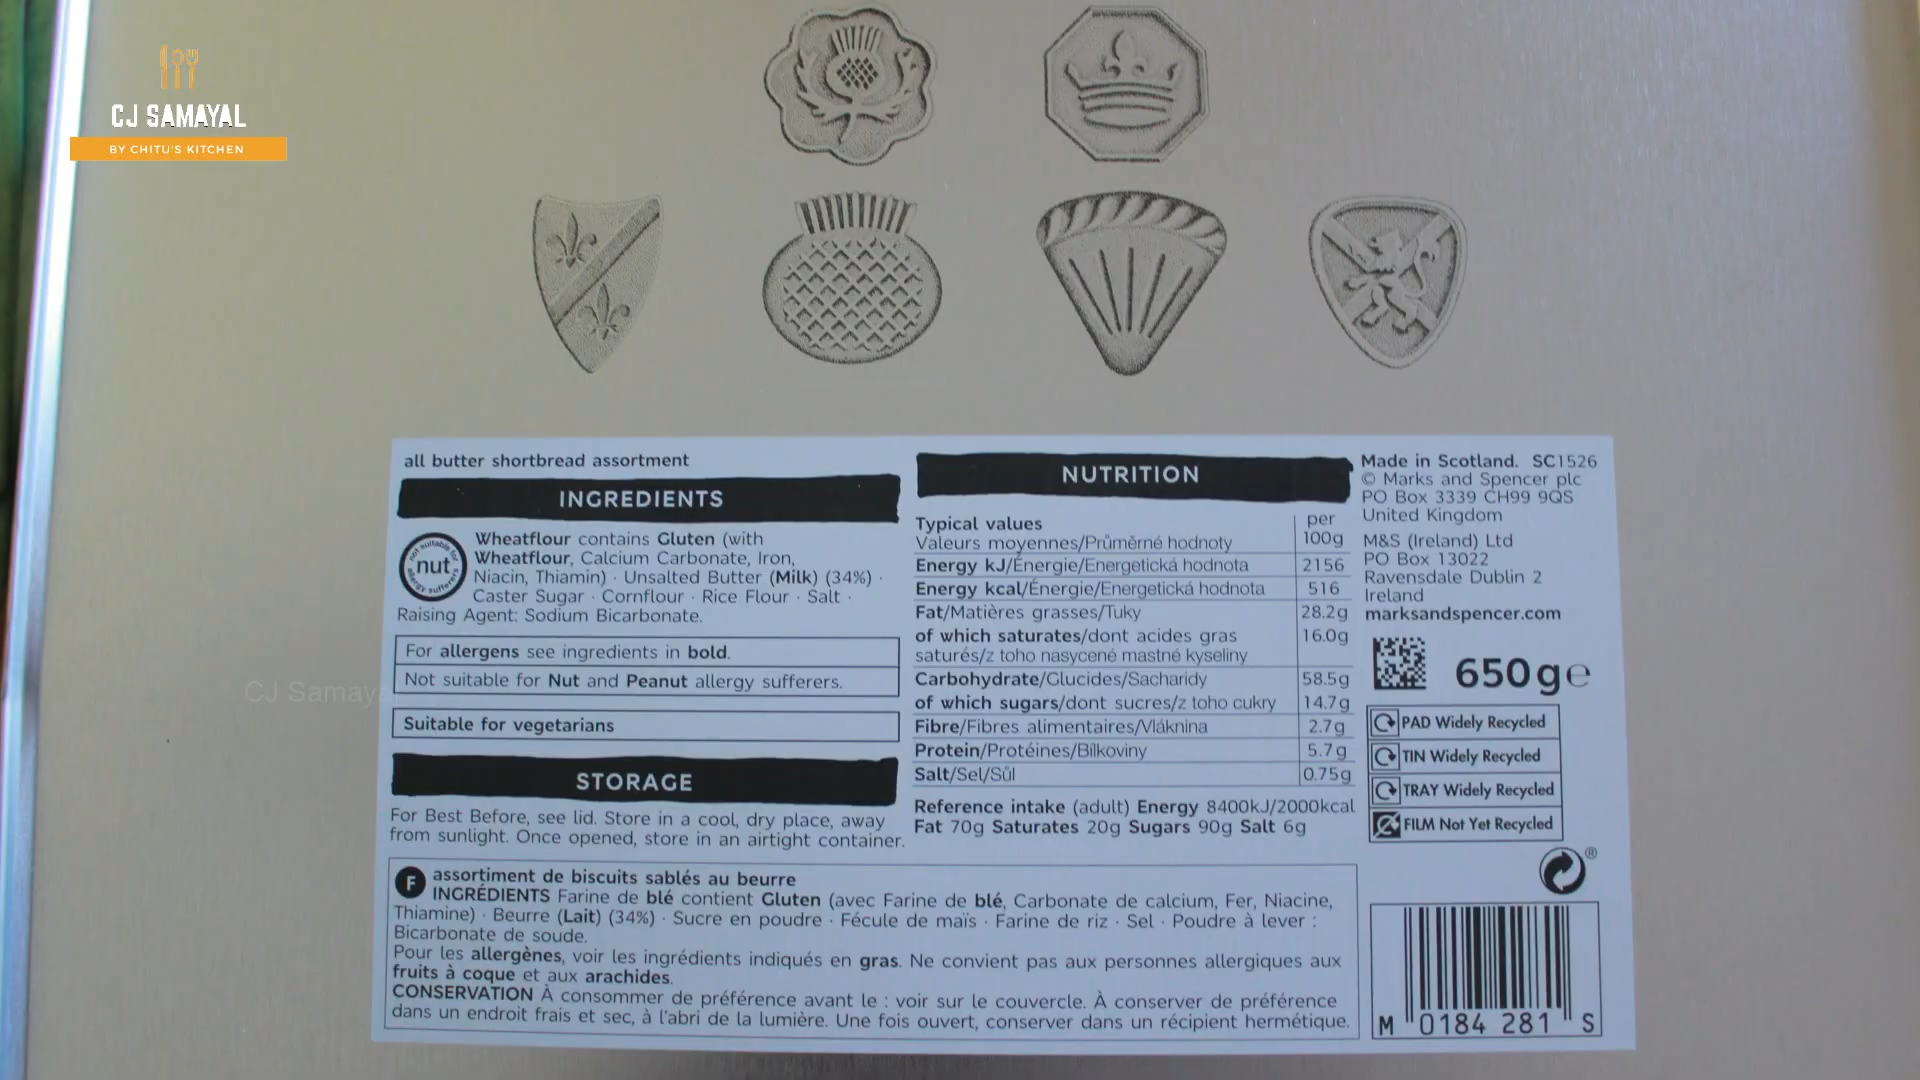 CJ SAMAYAL
BY CHITU'S KITCHEN
all butter shortbread assortment
INGREDIENTS
not suitable for
nut
allergy sufferers
Wheatflour contains Gluten (with
Wheatflour, Calcium Carbonate, Iron,
Niacin, Thiamin) · Unsalted Butter (Milk) (34%) ·
Caster Sugar · Cornflour · Rice Flour · Salt ·
Raising Agent: Sodium Bicarbonate.
For allergens see ingredients in bold.
Not suitable for Nut and Peanut allergy sufferers.
CJ Samaya
Suitable for vegetarians
STORAGE
For Best Before, see lid. Store in a cool, dry place, away
from sunlight. Once opened, store in an airtight container.
NUTRITION
Typical values
Valeurs moyennes/Průměrné hodnoty
per
100g
Energy kJ/Énergie/Energetická hodnota 2156
Energy kcal/Énergie/Energetická hodnota 516
Fat/Matières grasses/Tuky 28.2g
of which saturates/dont acides gras 16.0g
saturés/z toho nasycené mastné kyseliny
Carbohydrate/Glucides/Sacharidy 58.5g
of which sugars/dont sucres/z toho cukry 14.7g
Fibre/Fibres alimentaires/Vláknina 2.7g
Protein/Protéines/Bílkoviny 5.7g
Salt/Sel/Sůl 0.75g
Reference intake (adult) Energy 8400kJ/2000kcal
Fat 70g Saturates 20g Sugars 90g Salt 6g
Made in Scotland. SC1526
© Marks and Spencer plc
PO Box 3339 CH99 9QS
United Kingdom
M&S (Ireland) Ltd
PO Box 13022
Ravensdale Dublin 2
Ireland
marksandspencer.com
650g℮
PAD Widely Recycled
TIN Widely Recycled
TRAY Widely Recycled
FILM Not Yet Recycled
®
F assortiment de biscuits sablés au beurre
INGRÉDIENTS Farine de blé contient Gluten (avec Farine de blé, Carbonate de calcium, Fer, Niacine,
Thiamine) · Beurre (Lait) (34%) · Sucre en poudre · Fécule de maïs · Farine de riz · Sel · Poudre à lever :
Bicarbonate de soude.
Pour les allergènes, voir les ingrédients indiqués en gras. Ne convient pas aux personnes allergiques aux
fruits à coque et aux arachides.
CONSERVATION À consommer de préférence avant le : voir sur le couvercle. À conserver de préférence
dans un endroit frais et sec, à l'abri de la lumière. Une fois ouvert, conserver dans un récipient hermétique.
M 0184 281 S